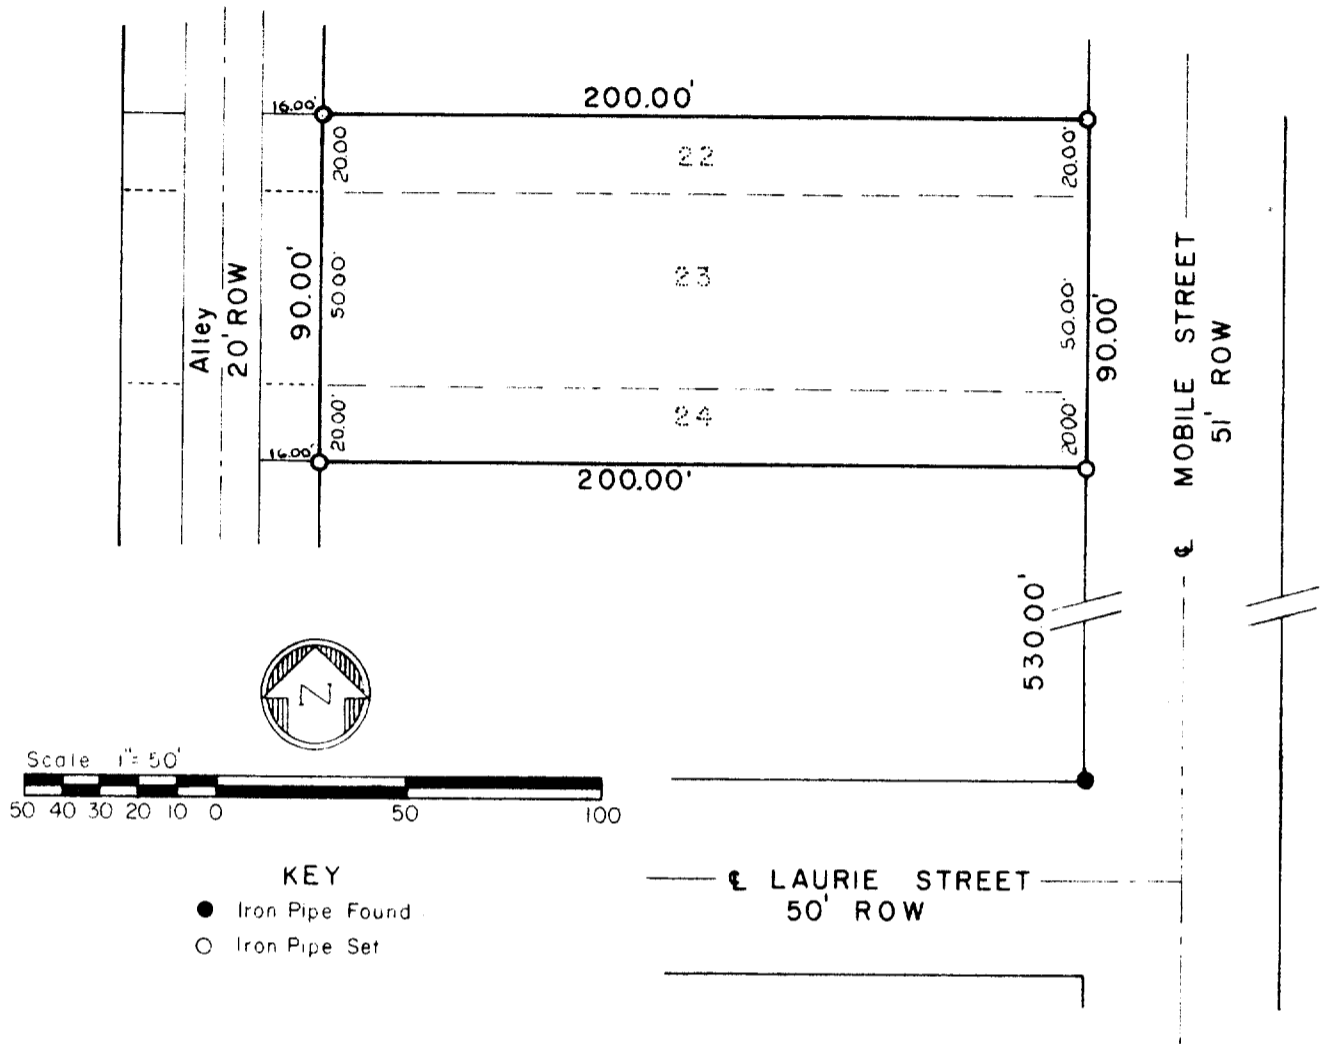 200.00'
16.00'
20.00
22
20.00'
90.00'
50.00'
23
50.00'
90.00'
Alley
20' ROW
MOBILE STREET
51' ROW
20.00'
24
2000'
16.00'
200.00'
℄
530.00'
N
Scale 1"= 50'
50 40 30 20 10 0 50 100
KEY
Iron Pipe Found
Iron Pipe Set
℄ LAURIE STREET
50' ROW